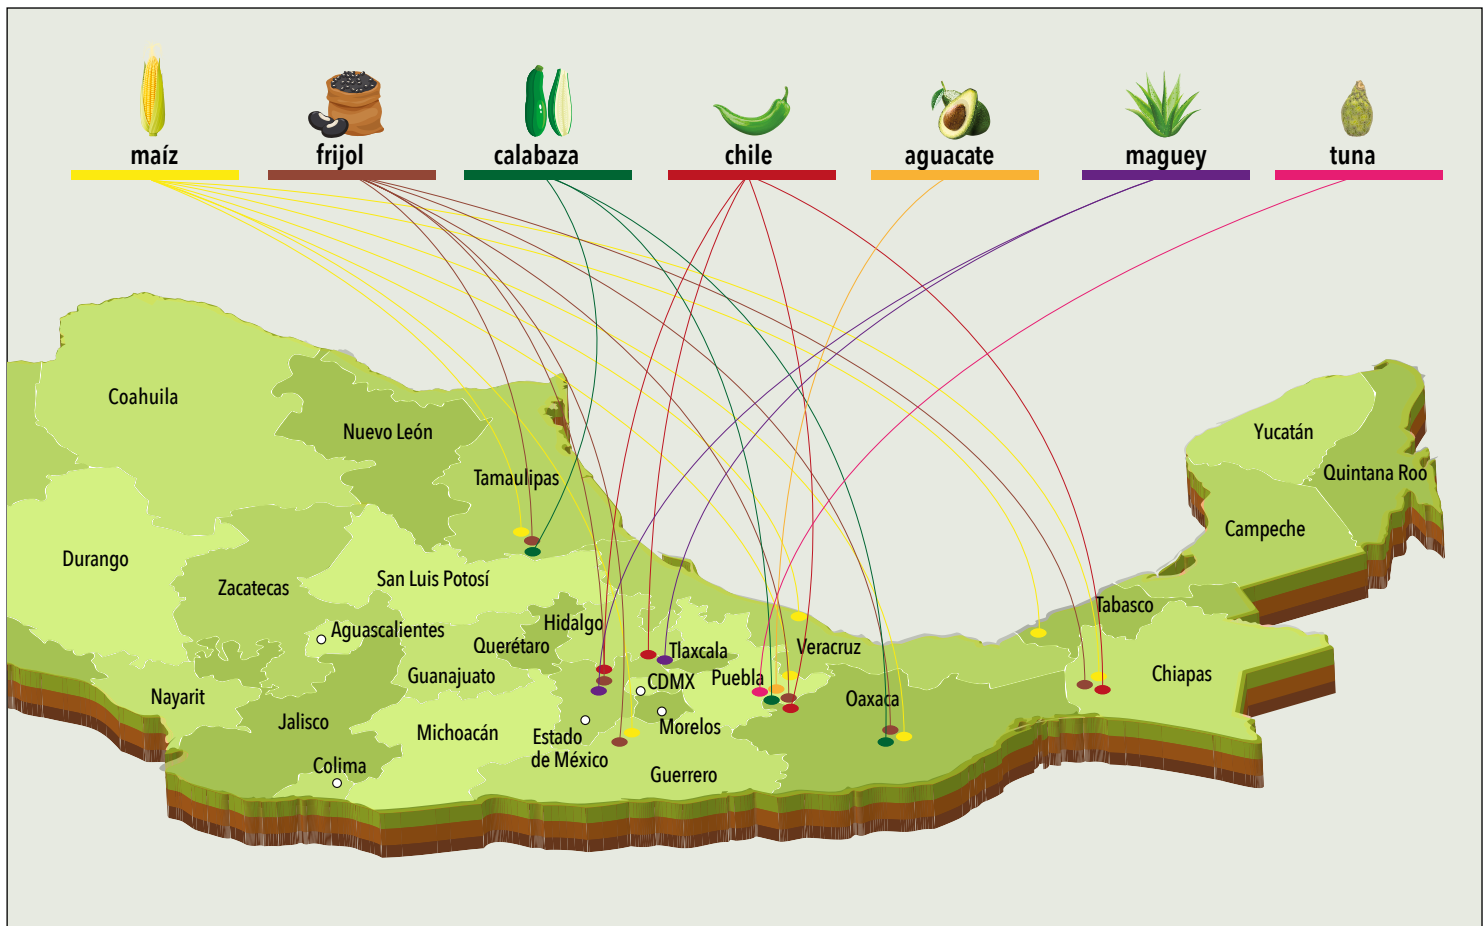 maíz
frijol
calabaza
chile
aguacate
maguey
tuna
Coahuila
Nuevo León
Tamaulipas
Yucatán
Quintana Roo
Campeche
Durango
Zacatecas
San Luis Potosí
Tabasco
Aguascalientes
Hidalgo
Querétaro
Tlaxcala
Veracruz
Guanajuato
CDMX
Puebla
Chiapas
Nayarit
Oaxaca
Jalisco
Michoacán
Morelos
Estado
de México
Colima
Guerrero